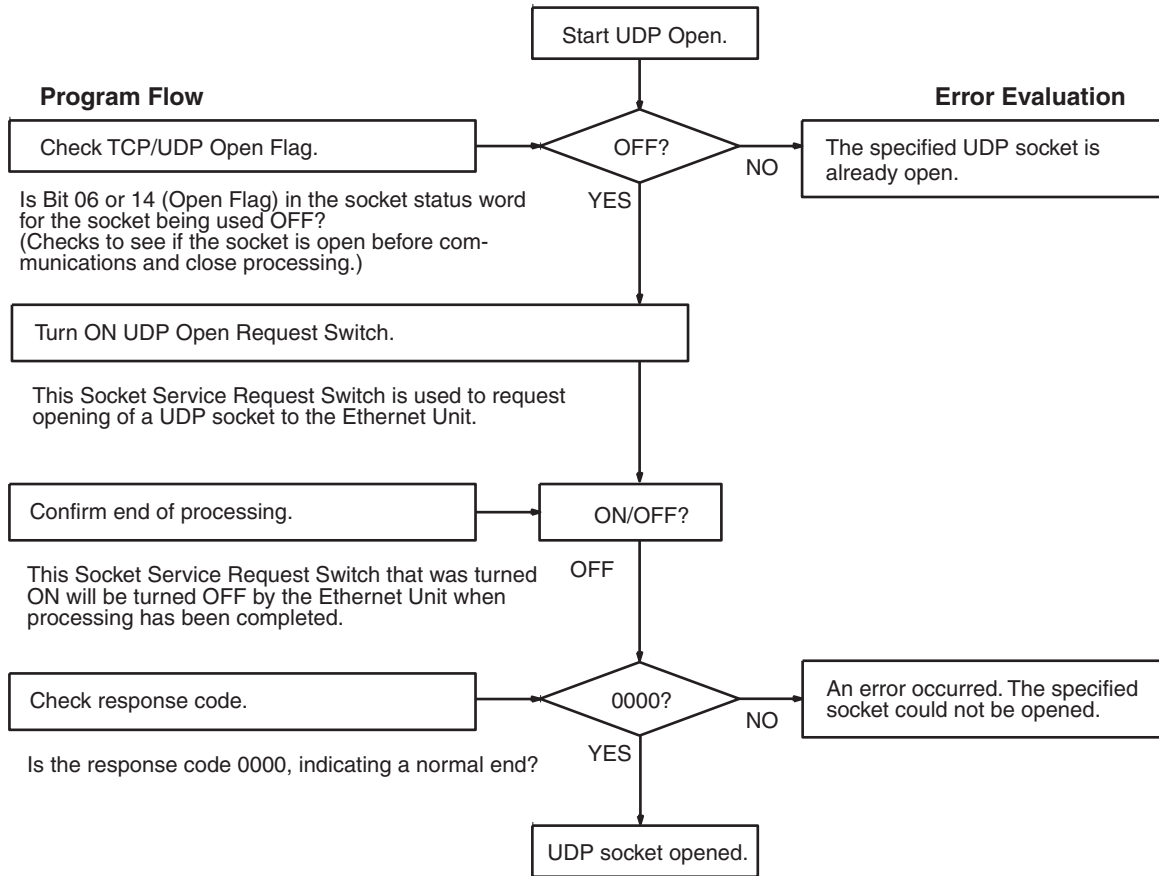 Start UDP Open.
Program Flow
Error Evaluation
Check TCP/UDP Open Flag.
OFF?
NO
The specified UDP socket is
already open.
YES
Is Bit 06 or 14 (Open Flag) in the socket status word
for the socket being used OFF?
(Checks to see if the socket is open before com-
munications and close processing.)
Turn ON UDP Open Request Switch.
This Socket Service Request Switch is used to request
opening of a UDP socket to the Ethernet Unit.
Confirm end of processing.
ON/OFF?
OFF
This Socket Service Request Switch that was turned
ON will be turned OFF by the Ethernet Unit when
processing has been completed.
Check response code.
0000?
NO
An error occurred. The specified
socket could not be opened.
YES
Is the response code 0000, indicating a normal end?
UDP socket opened.